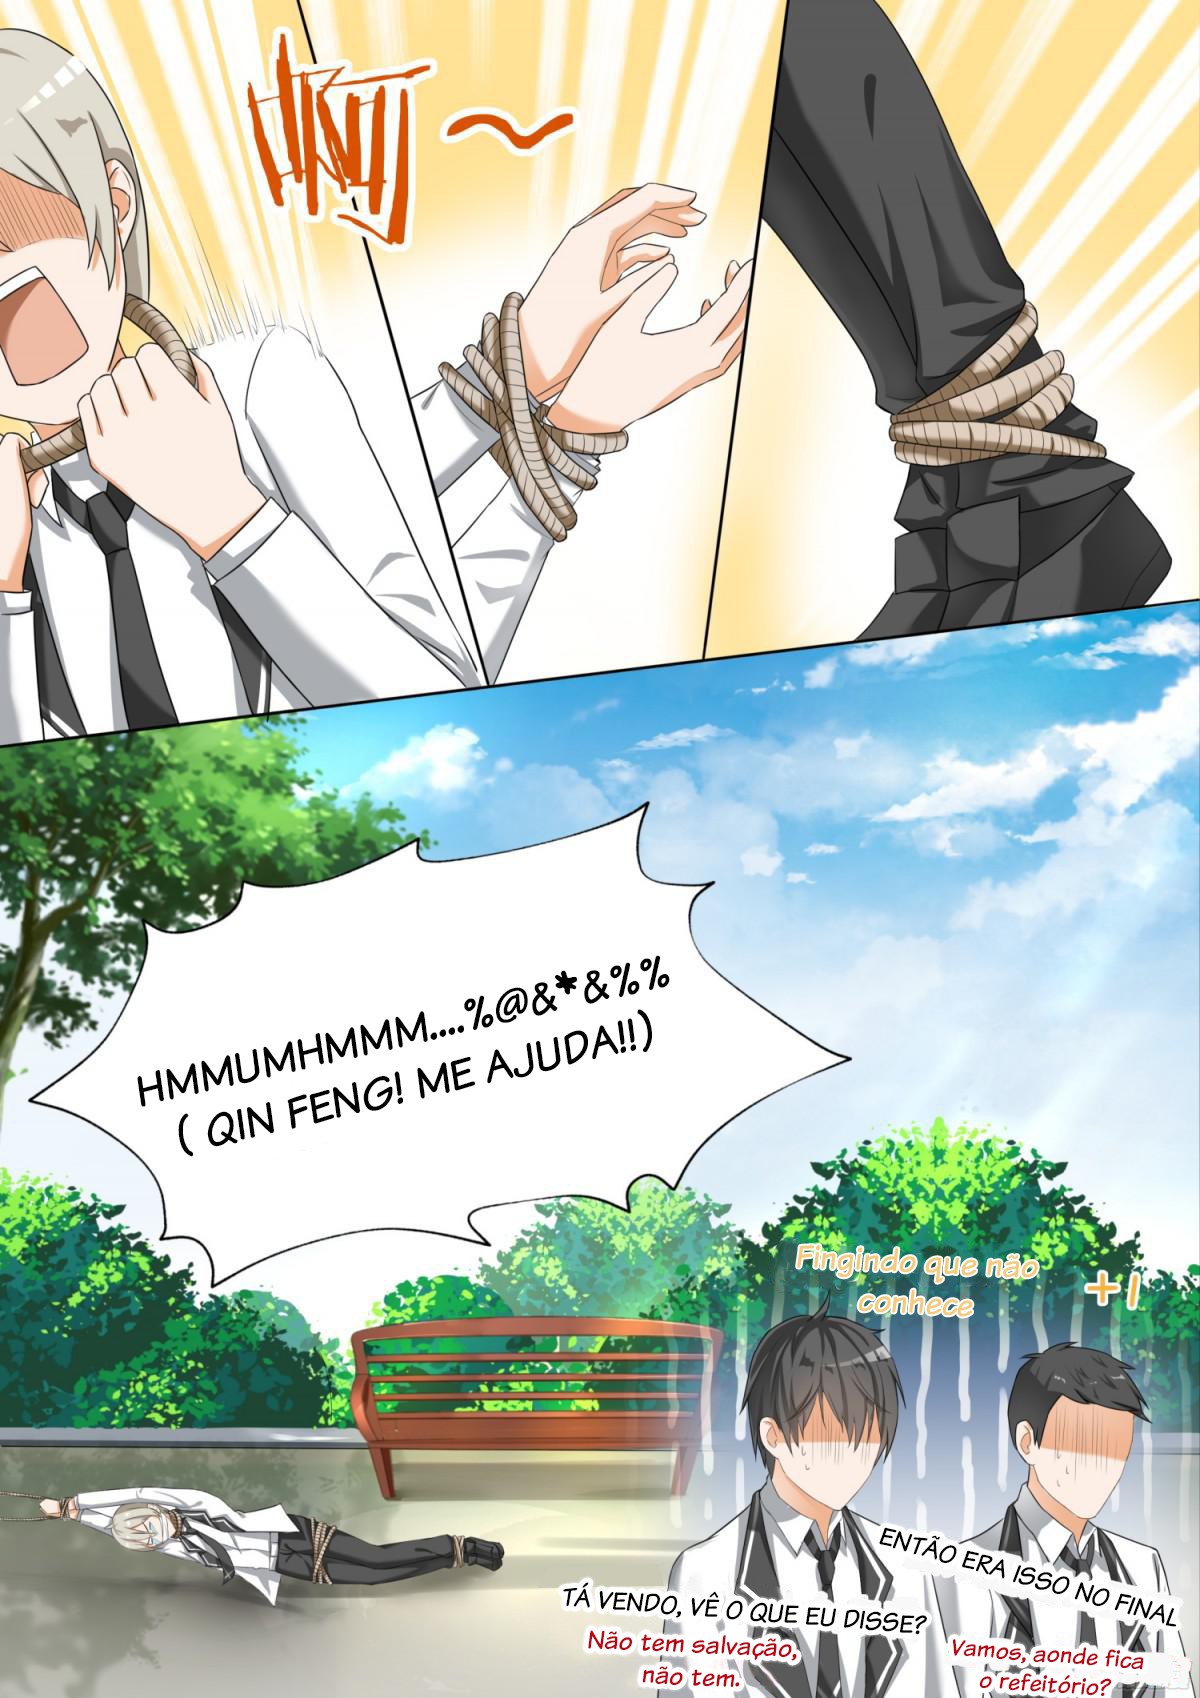 啊~
HMMUMHMMM....%@&*&%%
( QIN FENG! ME AJUDA!!)
Fingindo que não
conhece
+1
ENTÃO ERA ISSO NO FINAL
TÁ VENDO, VÊ O QUE EU DISSE?
Não tem salvação,
não tem.
Vamos, aonde fica
o refeitório?